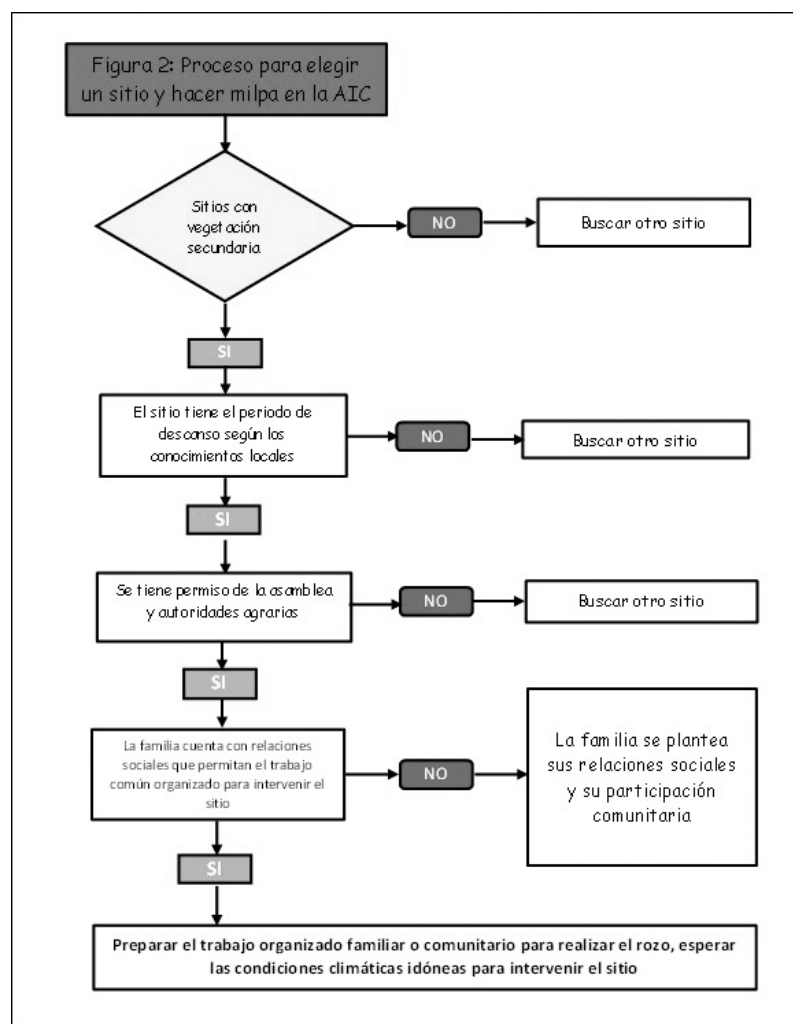 Figura 2: Proceso para elegir
un sitio y hacer milpa en la AIC
Sitios con
vegetación
secundaria
NO
Buscar otro sitio
SI
El sitio tiene el periodo de
descanso según los
conocimientos locales
NO
Buscar otro sitio
SI
Se tiene permiso de la asamblea
y autoridades agrarias
NO
Buscar otro sitio
SI
La familia cuenta con relaciones
sociales que permitan el trabajo
común organizado para intervenir el
sitio
NO
La familia se plantea
sus relaciones sociales
y su participación
comunitaria
SI
Preparar el trabajo organizado familiar o comunitario para realizar el rozo, esperar
las condiciones climáticas idóneas para intervenir el sitio